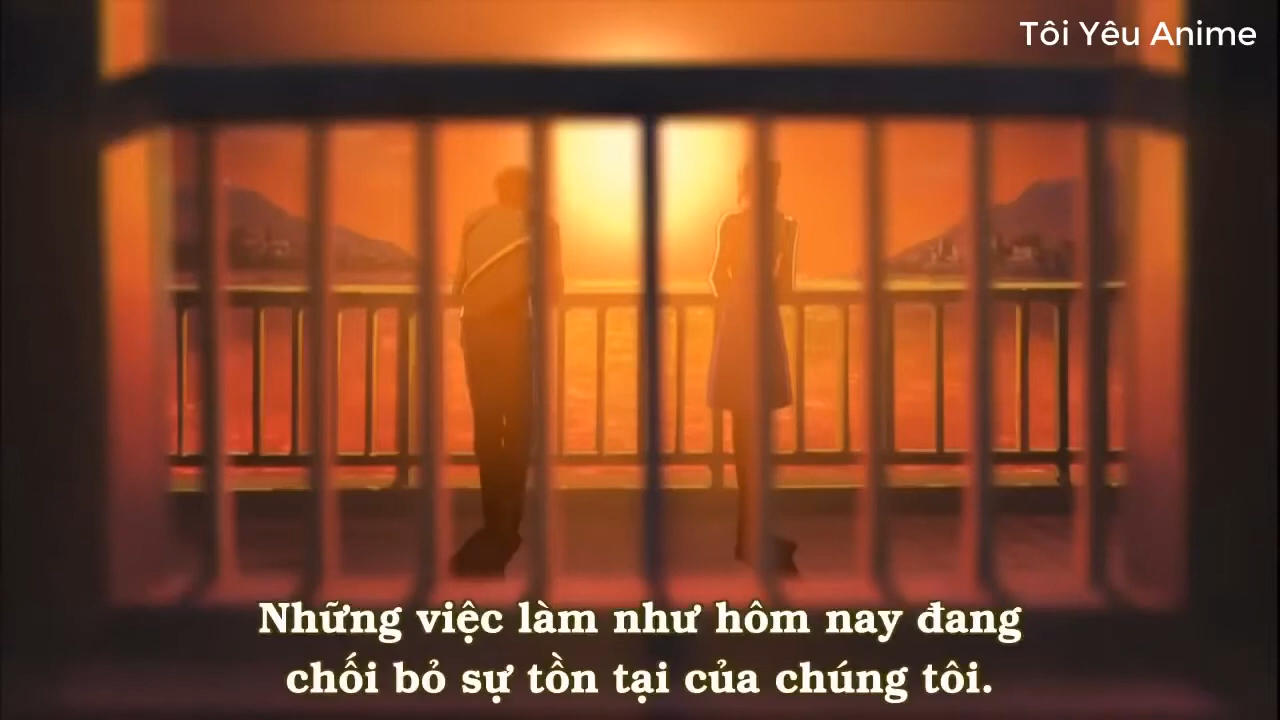 Tôi Yêu Anime
Những việc làm như hôm nay đang
chối bỏ sự tồn tại của chúng tôi.